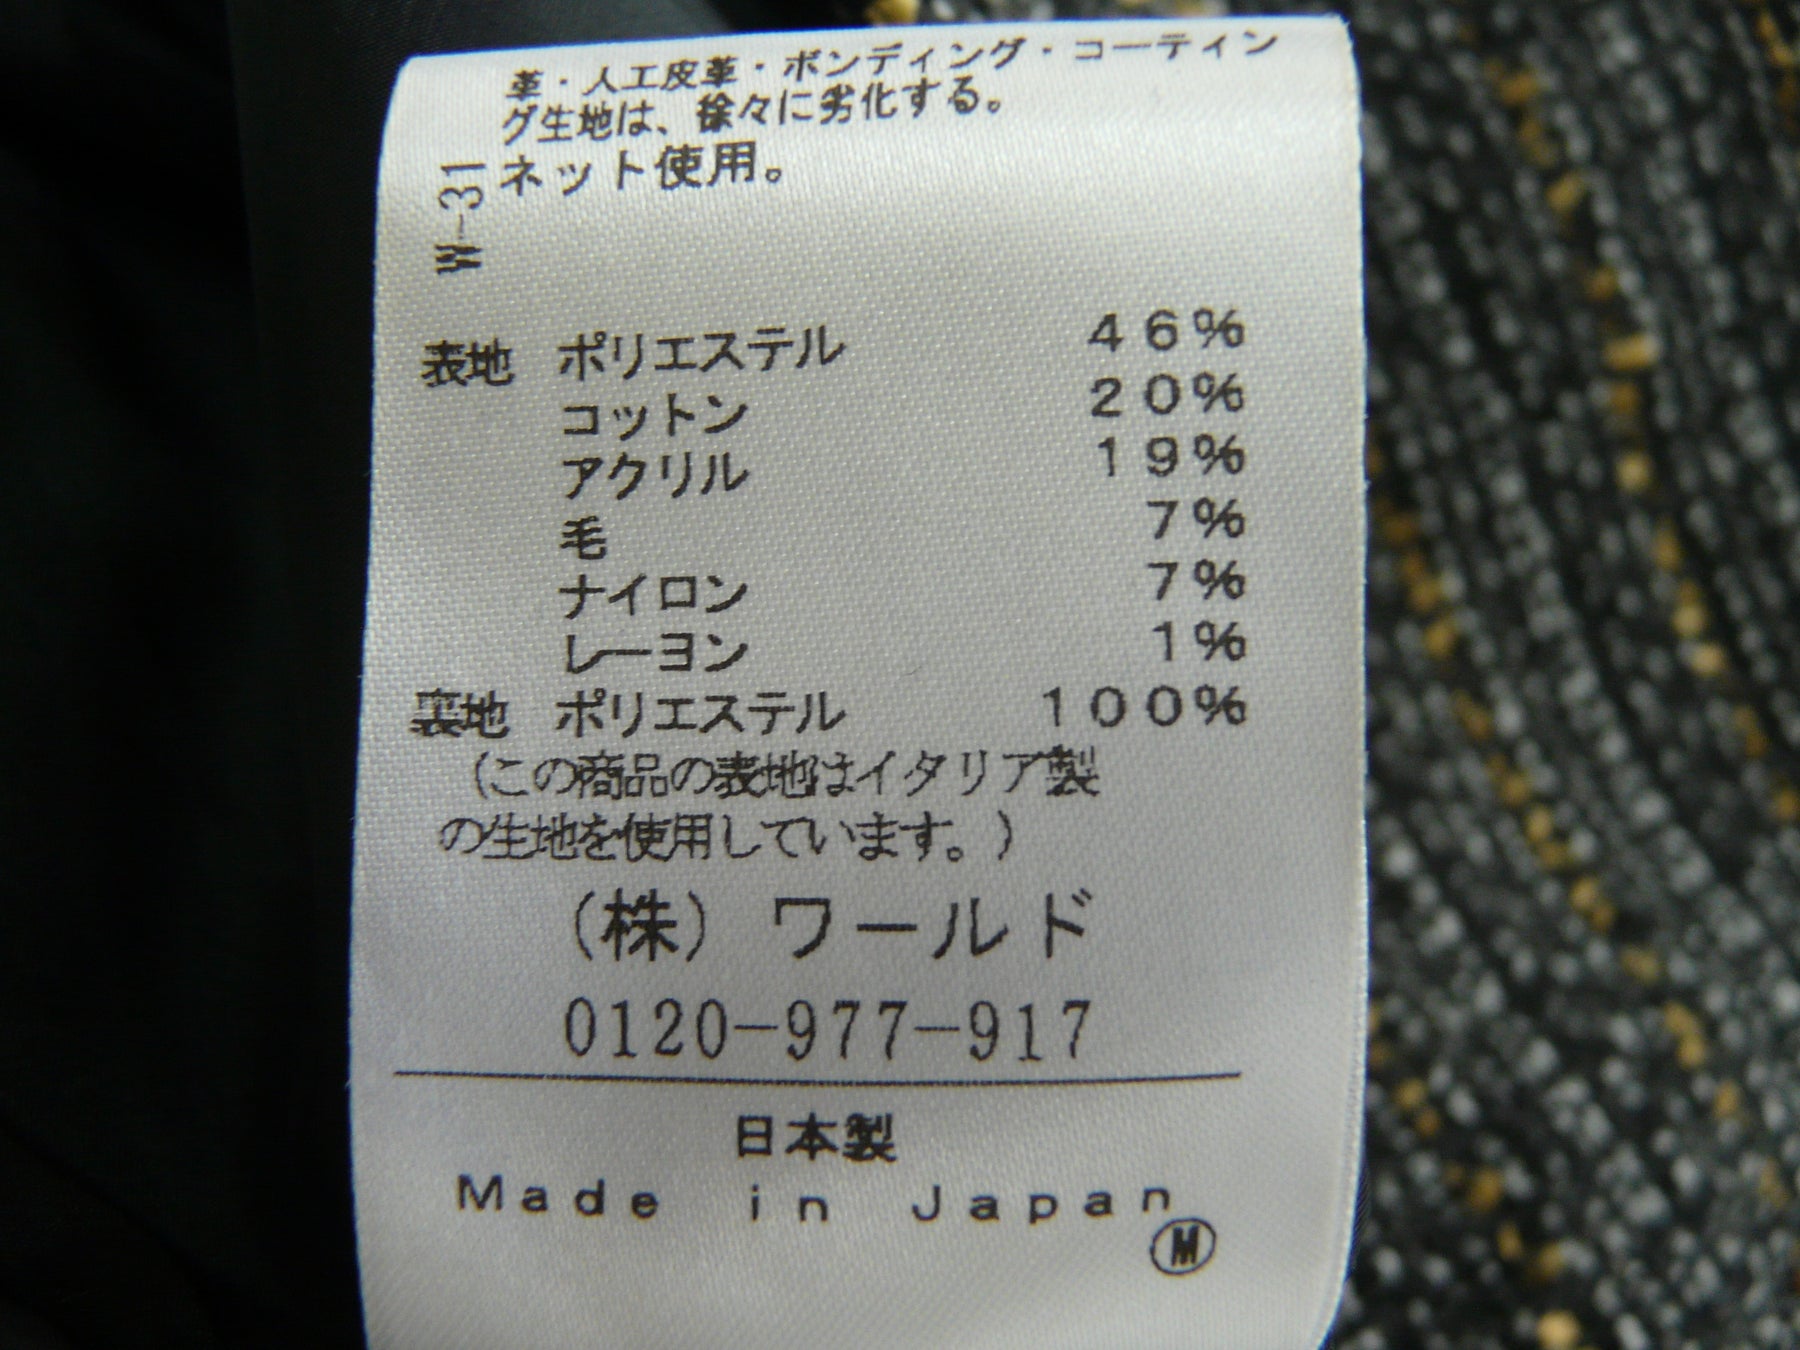 革・人工皮革・ボンディング・コーティン
グ生地は、徐々に劣化する。
ネット使用。
W-31
表地 ポリエステル 46%
コットン 20%
アクリル 19%
毛 7%
ナイロン 7%
レーヨン 1%
裏地 ポリエステル 100%
(この商品の表地はイタリア製
の生地を使用しています。)
(株) ワールド
0120-977-917
日本製
Made in Japan
M